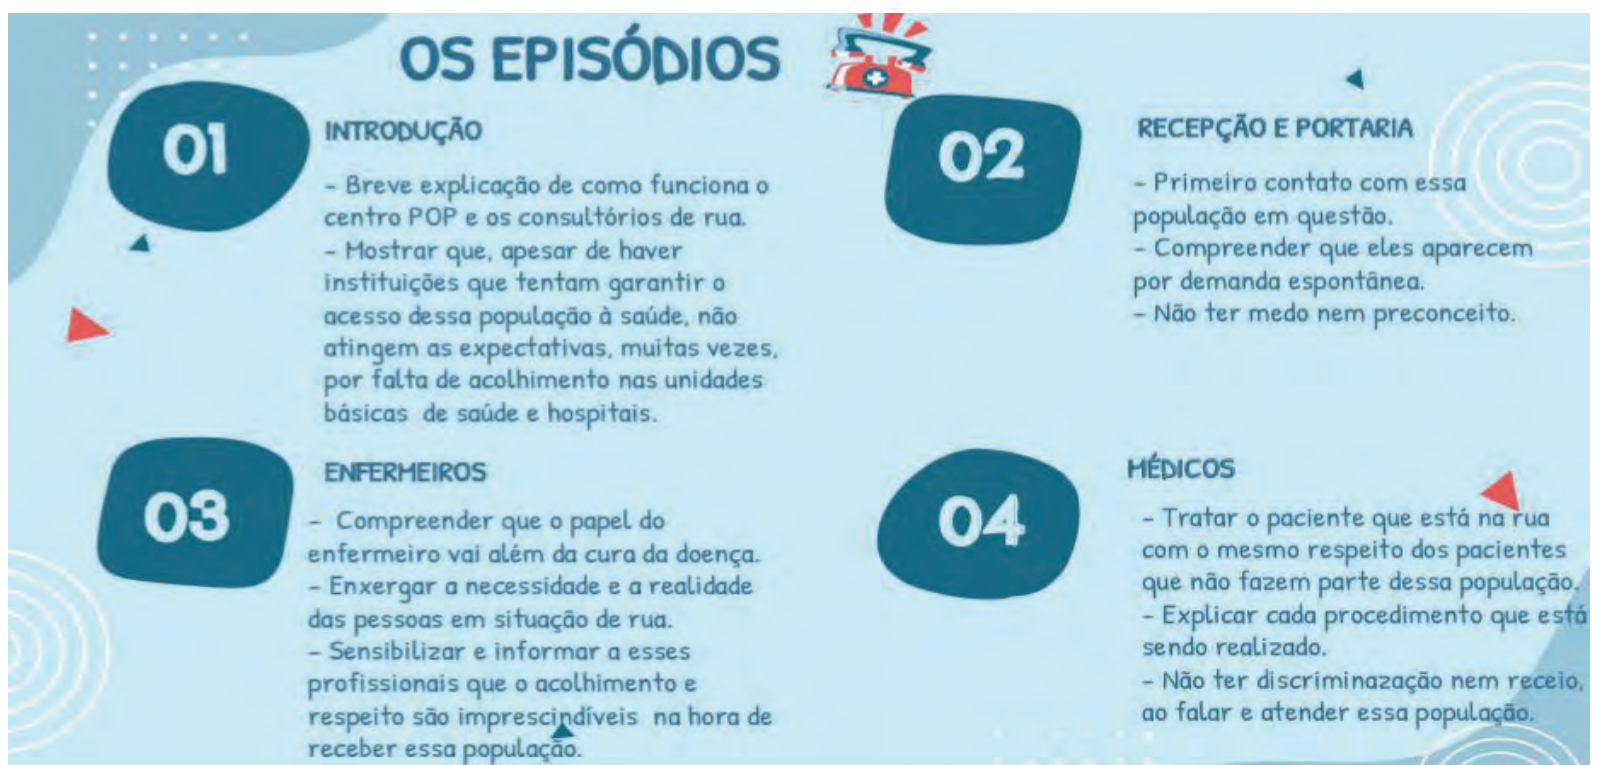 OS EPISÓDIOS
01
INTRODUÇÃO
- Breve explicação de como funciona o
centro POP e os consultórios de rua.
- Mostrar que, apesar de haver
instituições que tentam garantir o
acesso dessa população à saúde, não
atingem as expectativas, muitas vezes,
por falta de acolhimento nas unidades
básicas de saúde e hospitais.
02
RECEPÇÃO E PORTARIA
- Primeiro contato com essa
população em questão.
- Compreender que eles aparecem
por demanda espontânea.
- Não ter medo nem preconceito.
03
ENFERMEIROS
- Compreender que o papel do
enfermeiro vai além da cura da doença.
- Enxergar a necessidade e a realidade
das pessoas em situação de rua.
- Sensibilizar e informar a esses
profissionais que o acolhimento e
respeito são imprescindíveis na hora de
receber essa população.
04
MÉDICOS
- Tratar o paciente que está na rua
com o mesmo respeito dos pacientes
que não fazem parte dessa população.
- Explicar cada procedimento que está
sendo realizado.
- Não ter discriminazação nem receio,
ao falar e atender essa população.